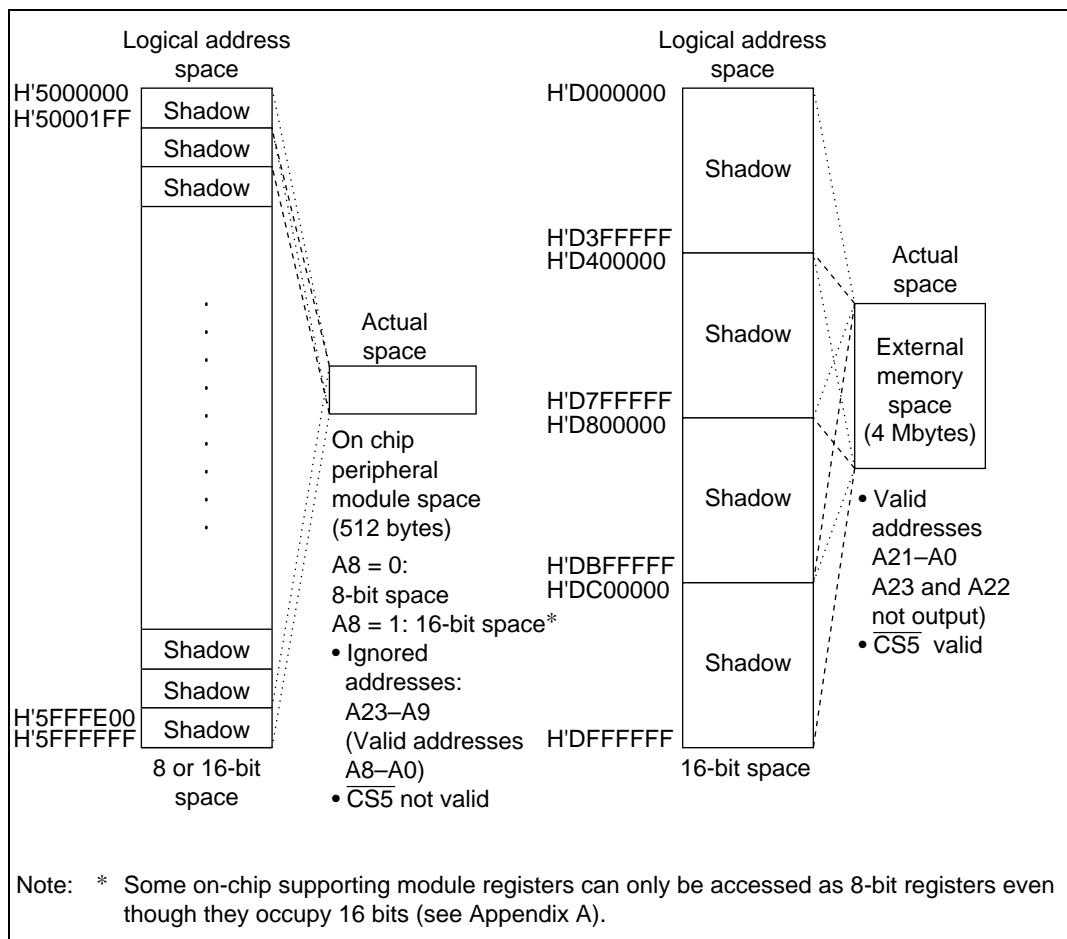 Logical address
space
H'5000000
H'50001FF
Shadow
Shadow
Shadow
Shadow
Shadow
Shadow
H'5FFFE00
H'5FFFFFF
8 or 16-bit
space
Actual
space
On chip
peripheral
module space
(512 bytes)
A8 = 0:
8-bit space
A8 = 1: 16-bit space*
• Ignored
addresses:
A23–A9
(Valid addresses
A8–A0)
• CS5 not valid
Logical address
space
H'D000000
Shadow
H'D3FFFFF
H'D400000
Shadow
H'D7FFFFF
H'D800000
Shadow
H'DBFFFFF
H'DC00000
Shadow
H'DFFFFFF
16-bit space
Actual
space
External
memory
space
(4 Mbytes)
• Valid
addresses
A21–A0
A23 and A22
not output)
• CS5 valid
Note: * Some on-chip supporting module registers can only be accessed as 8-bit registers even
though they occupy 16 bits (see Appendix A).